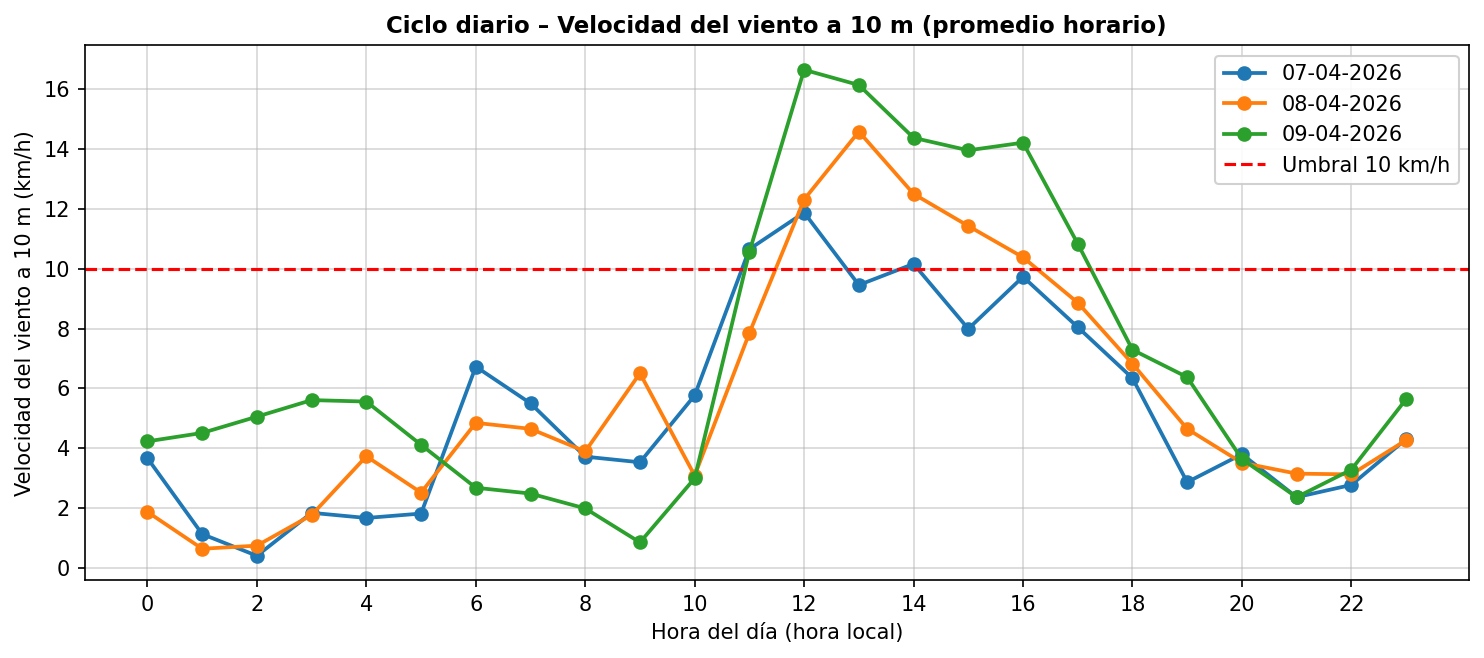 Ciclo diario – Velocidad del viento a 10 m (promedio horario)
07-04-2026
08-04-2026
09-04-2026
Umbral 10 km/h
Velocidad del viento a 10 m (km/h)
16
14
12
10
8
6
4
2
0
0 2 4 6 8 10 12 14 16 18 20 22
Hora del día (hora local)